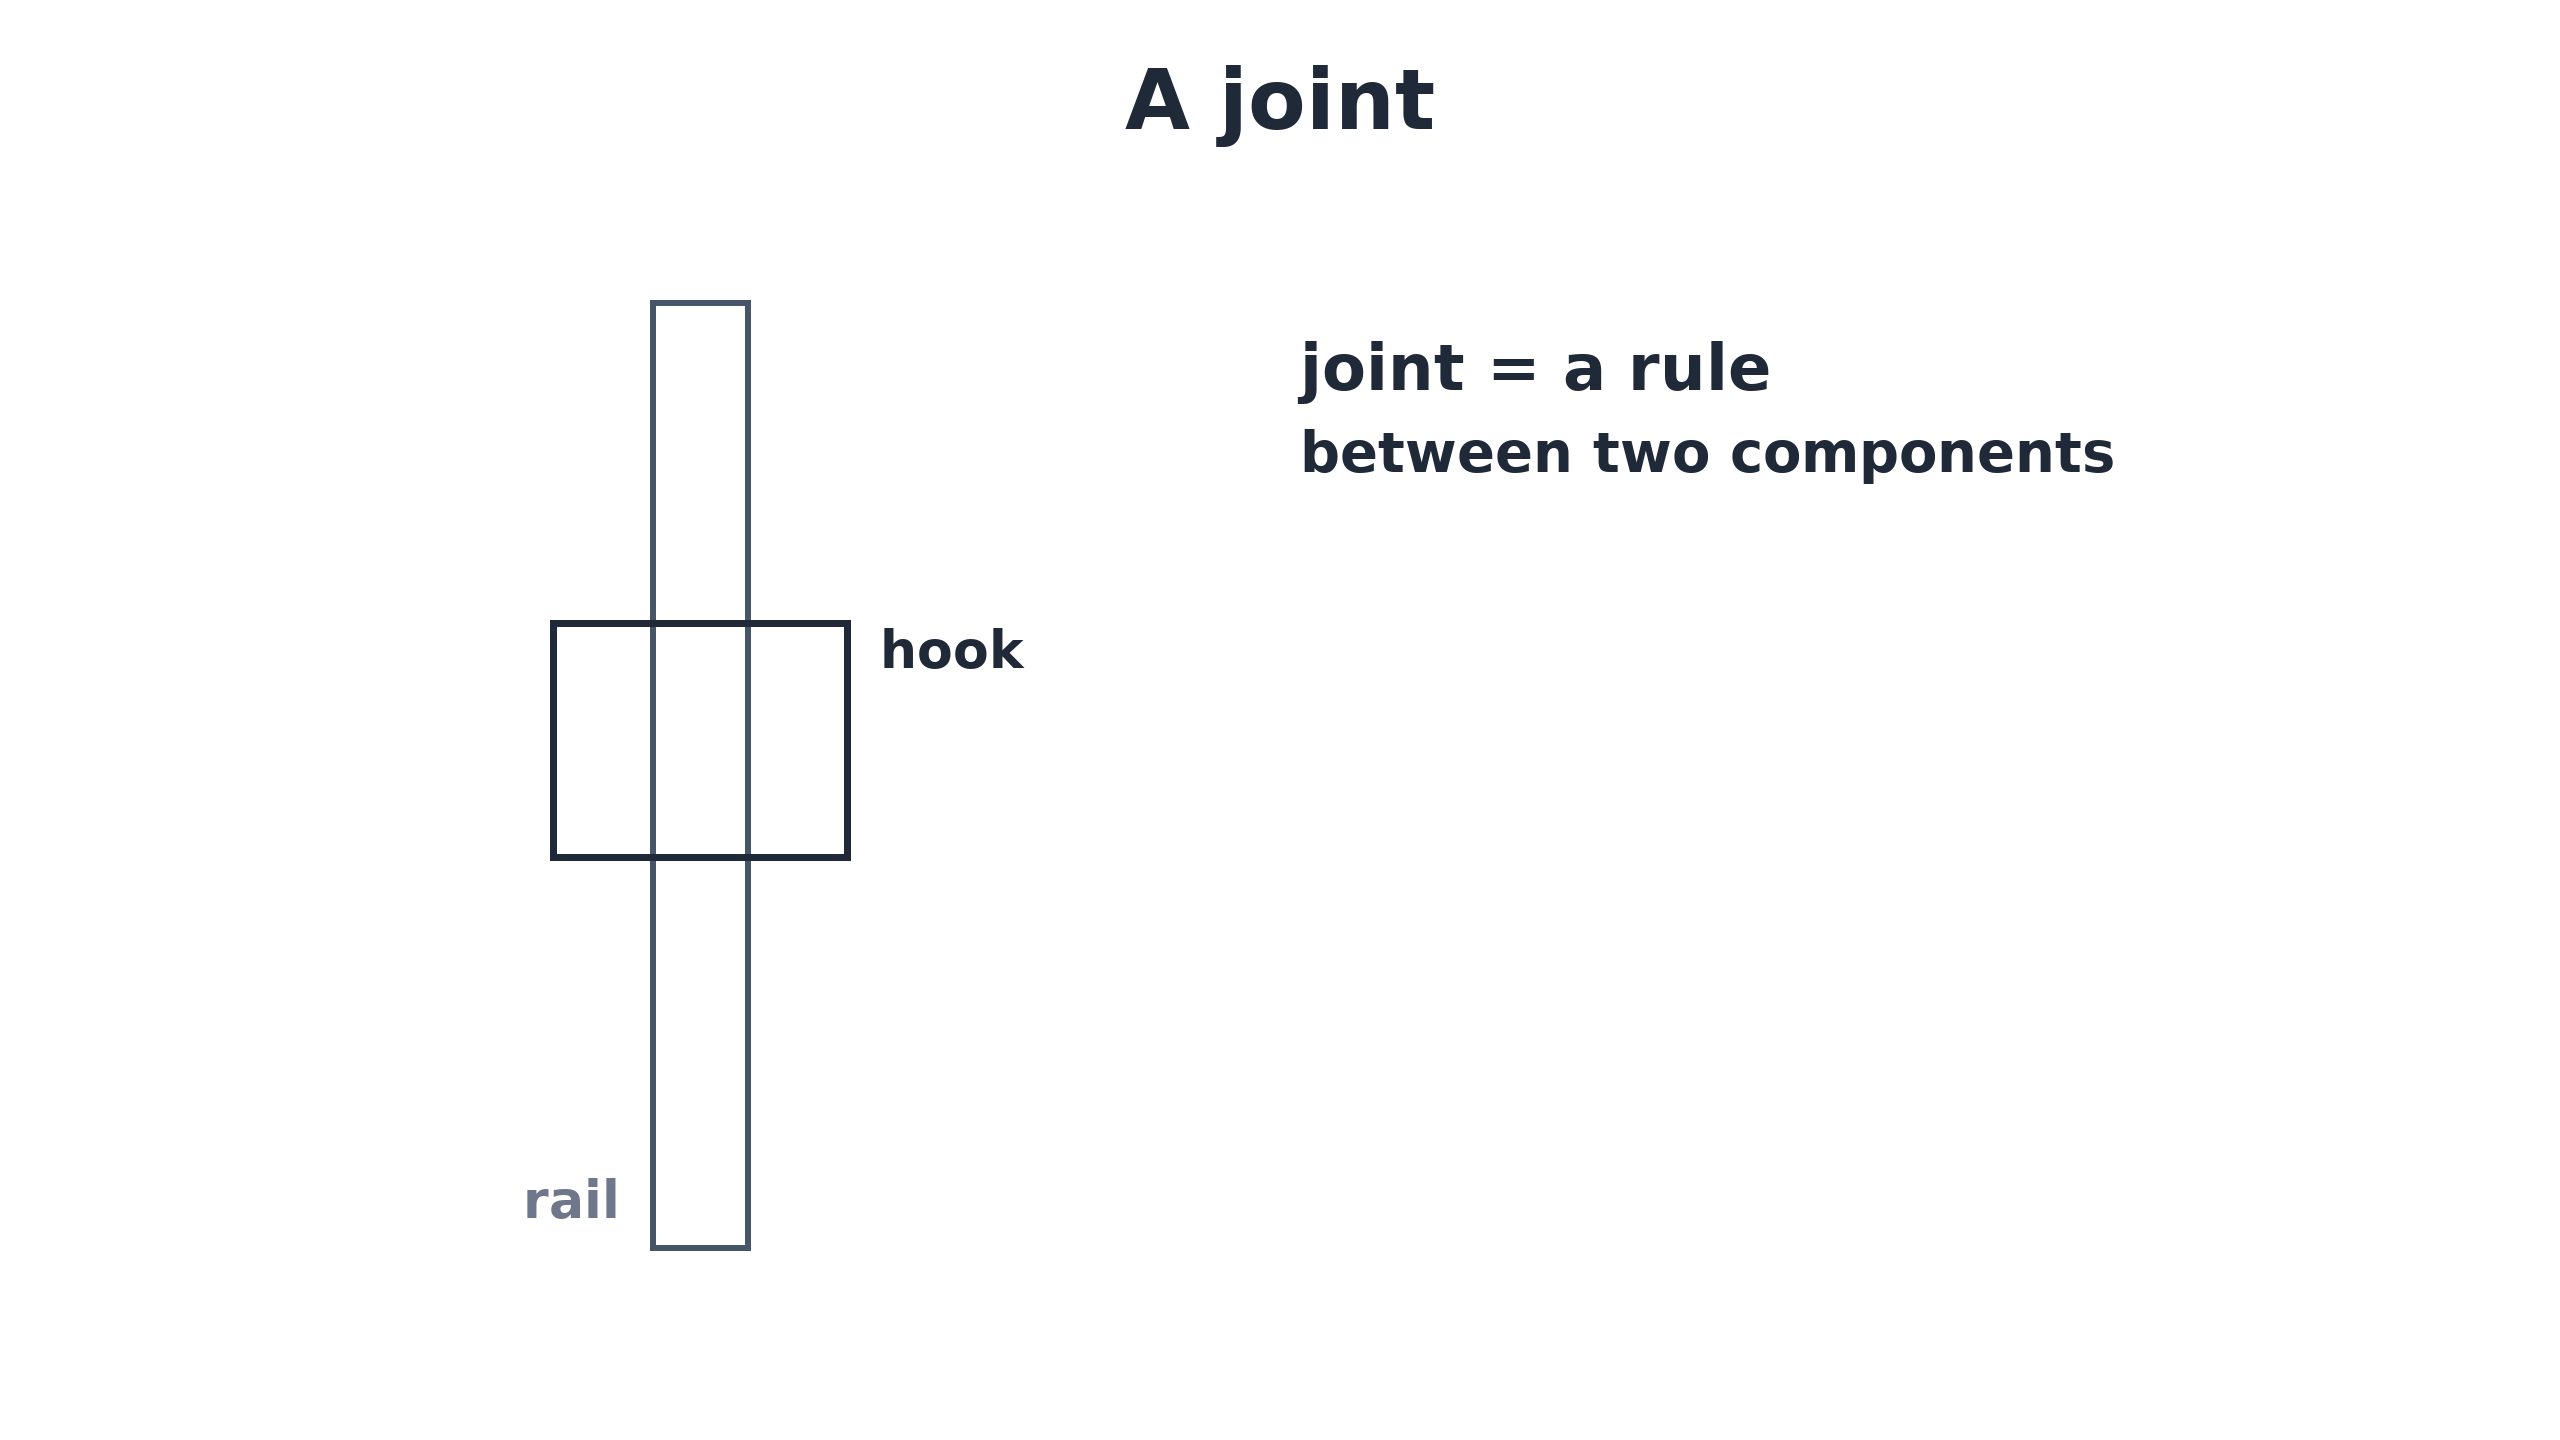 A joint
joint = a rule
between two components
hook
rail